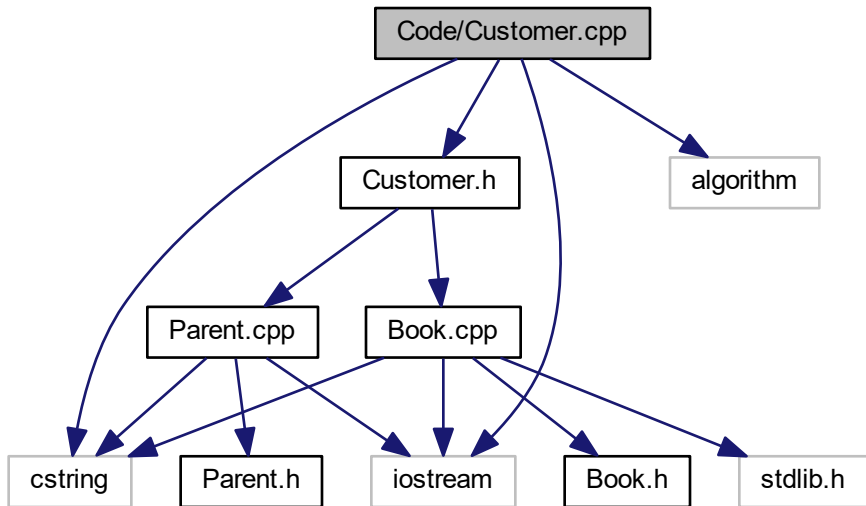 Code/Customer.cpp
Customer.h
algorithm
Parent.cpp
Book.cpp
cstring
Parent.h
iostream
Book.h
stdlib.h